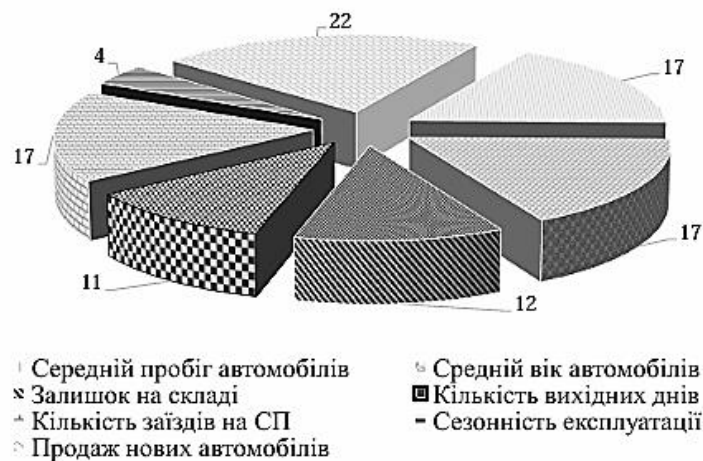 22
4
17
17
17
11
12
Середній пробіг автомобілів
Средній вік автомобілів
Залишок на складі
Кількість вихідних днів
Кількість заїздів на СП
Сезонність експлуатації
Продаж нових автомобілів